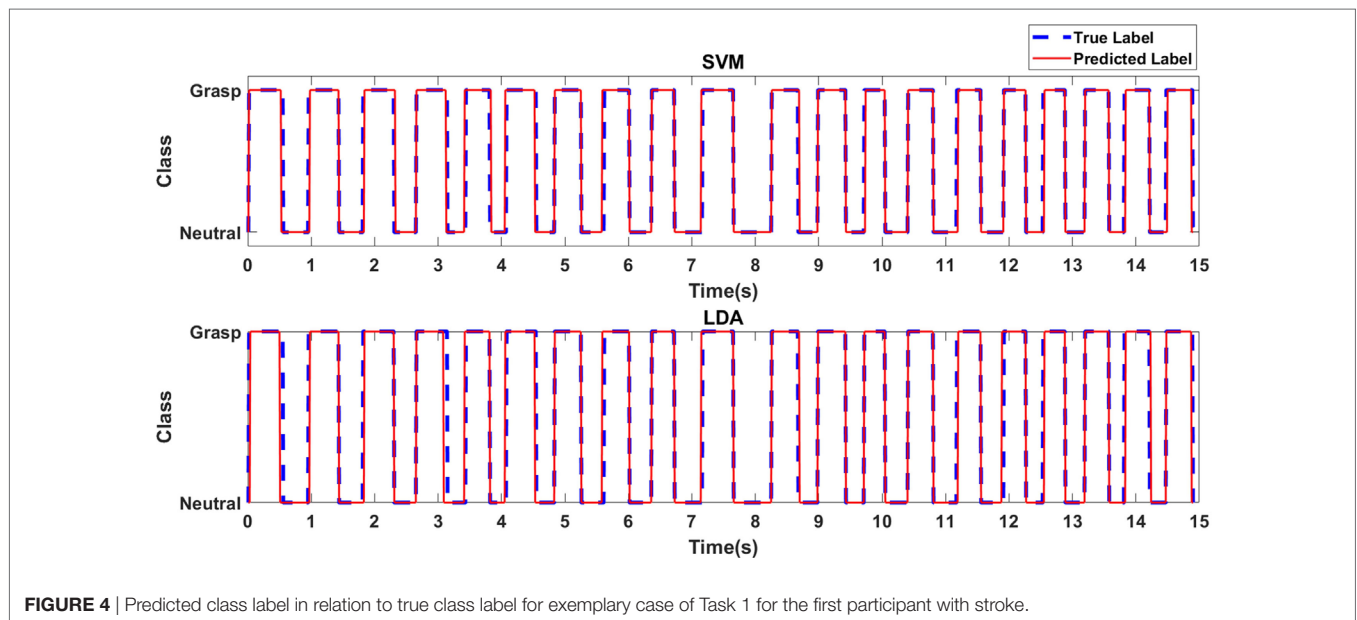 True Label
Predicted Label
SVM
Grasp
Class
Neutral
0 1 2 3 4 5 6 7 8 9 10 11 12 13 14 15
Time(s)
LDA
Grasp
Class
Neutral
0 1 2 3 4 5 6 7 8 9 10 11 12 13 14 15
Time(s)
FIGURE 4 | Predicted class label in relation to true class label for exemplary case of Task 1 for the first participant with stroke.